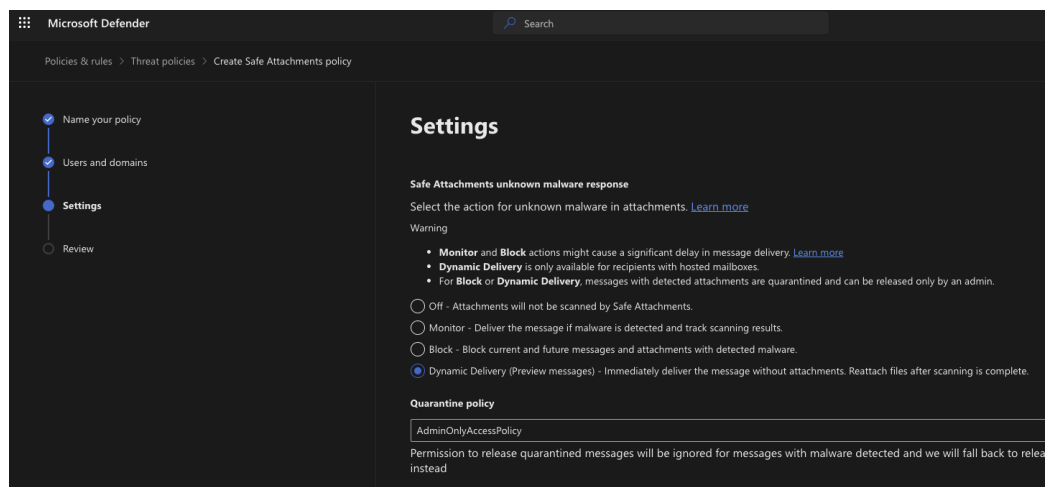 Microsoft Defender
Search
Policies & rules > Threat policies > Create Safe Attachments policy
Name your policy
Users and domains
Settings
Review
Settings
Safe Attachments unknown malware response
Select the action for unknown malware in attachments. Learn more
Warning
• Monitor and Block actions might cause a significant delay in message delivery. Learn more
• Dynamic Delivery is only available for recipients with hosted mailboxes.
• For Block or Dynamic Delivery, messages with detected attachments are quarantined and can be released only by an admin.
Off - Attachments will not be scanned by Safe Attachments.
Monitor - Deliver the message if malware is detected and track scanning results.
Block - Block current and future messages and attachments with detected malware.
Dynamic Delivery (Preview messages) - Immediately deliver the message without attachments. Reattach files after scanning is complete.
Quarantine policy
AdminOnlyAccessPolicy
Permission to release quarantined messages will be ignored for messages with malware detected and we will fall back to relea
instead